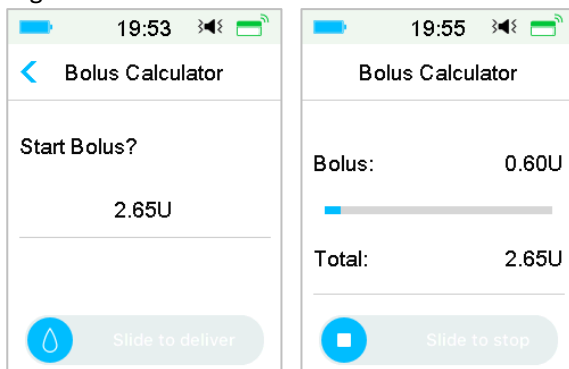 19:53
Bolus Calculator
Start Bolus?
2.65U
Slide to deliver
19:55
Bolus Calculator
Bolus: 0.60U
Total: 2.65U
Slide to stop